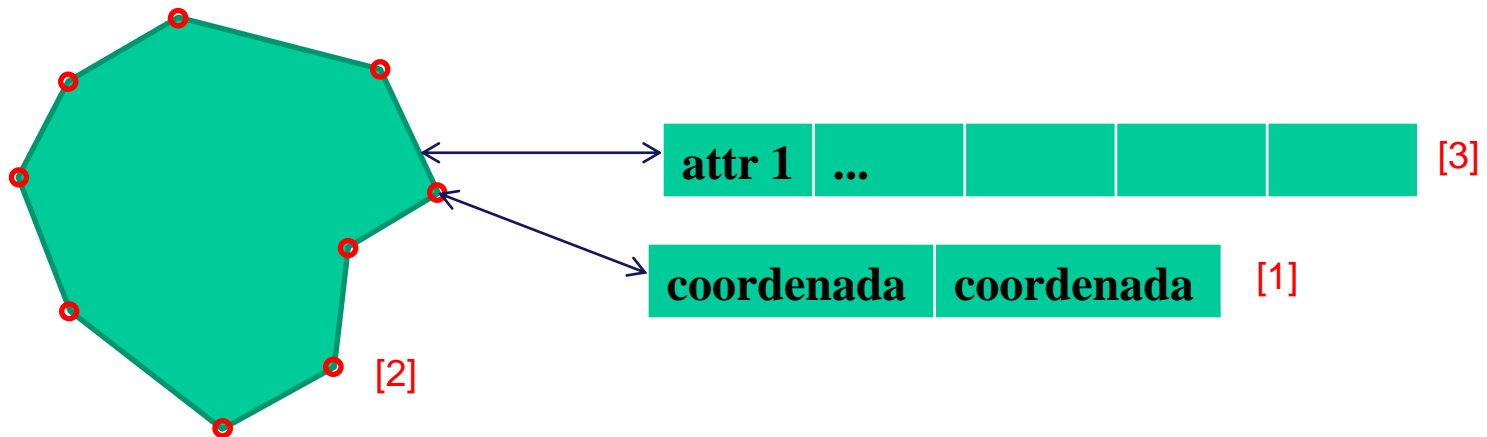 attr 1 ... [3]
coordenada coordenada [1]
[2]